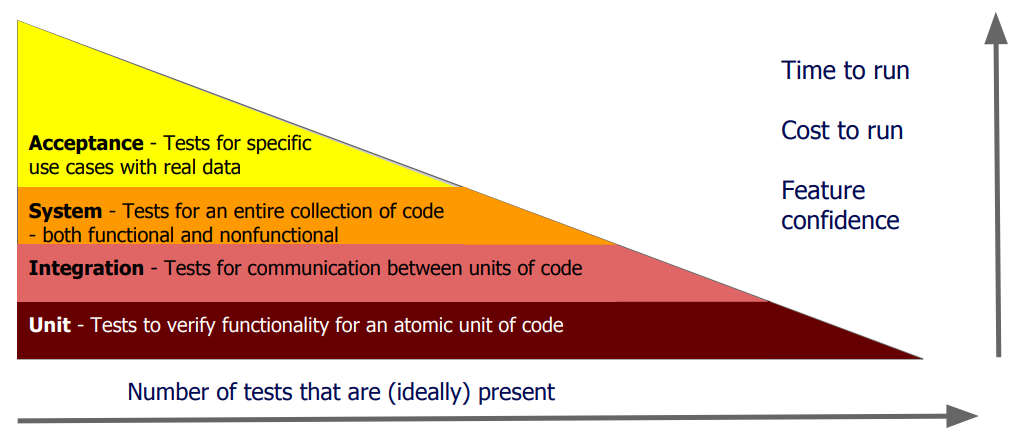 Acceptance - Tests for specific
use cases with real data
System - Tests for an entire collection of code
- both functional and nonfunctional
Integration - Tests for communication between units of code
Unit - Tests to verify functionality for an atomic unit of code
Number of tests that are (ideally) present
Time to run
Cost to run
Feature
confidence